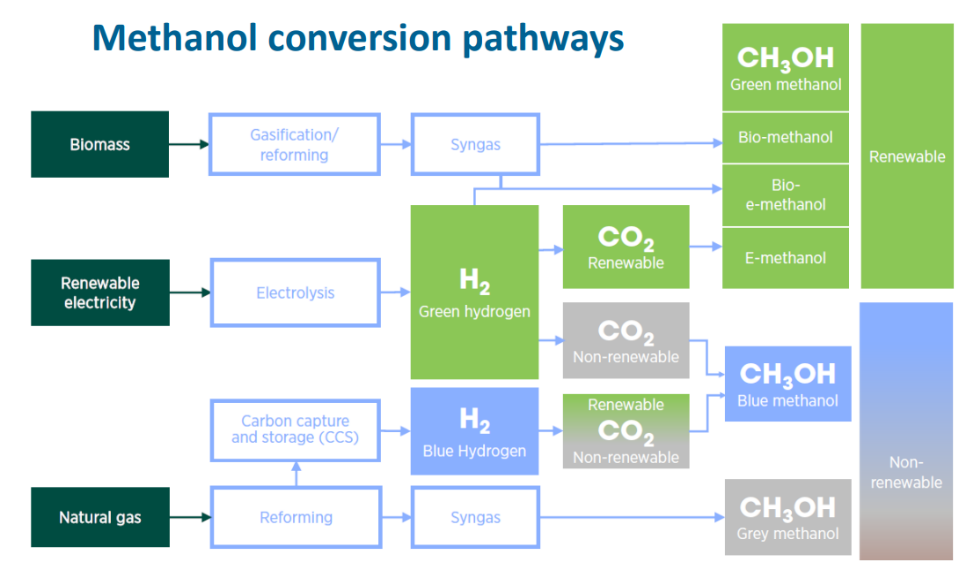 Methanol conversion pathways
CH₃OH
Green methanol
Biomass
Gasification/
reforming
Syngas
Bio-methanol
Renewable
Bio-
e-methanol
H₂
Green hydrogen
CO₂
Renewable
E-methanol
Renewable
electricity
Electrolysis
CO₂
Non-renewable
CH₃OH
Blue methanol
Carbon capture
and storage (CCS)
H₂
Blue Hydrogen
Renewable
CO₂
Non-renewable
Non-
renewable
Natural gas
Reforming
Syngas
CH₃OH
Grey methanol